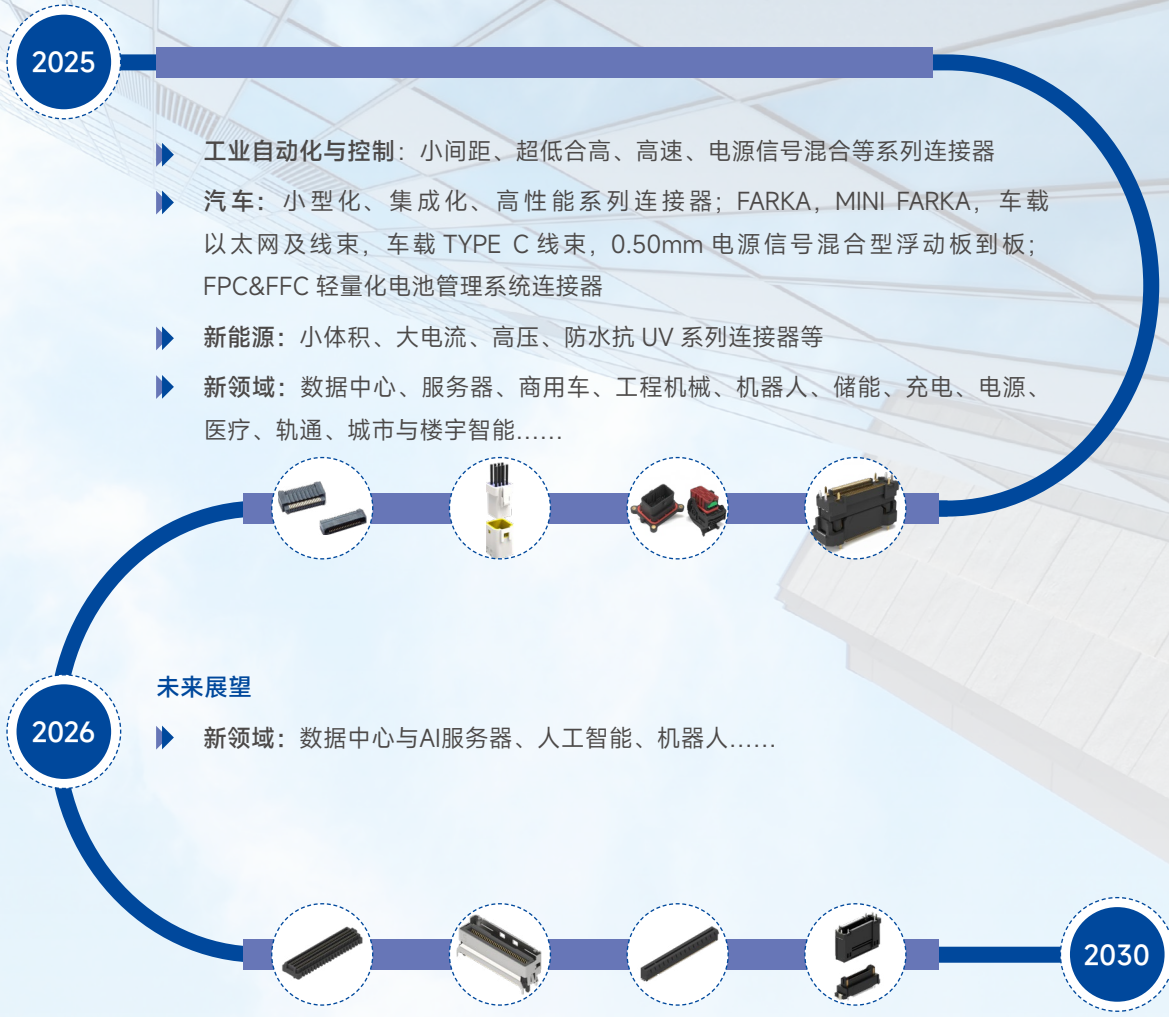 2025
工业自动化与控制：小间距、超低合高、高速、电源信号混合等系列连接器
汽车：小型化、集成化、高性能系列连接器；FARKA，MINI FARKA，车载
以太网及线束，车载 TYPE C 线束，0.50mm 电源信号混合型浮动板到板；
FPC&FFC 轻量化电池管理系统连接器
新能源：小体积、大电流、高压、防水抗 UV 系列连接器等
新领域：数据中心、服务器、商用车、工程机械、机器人、储能、充电、电源、
医疗、轨通、城市与楼宇智能……
未来展望
2026
新领域：数据中心与AI服务器、人工智能、机器人……
2030